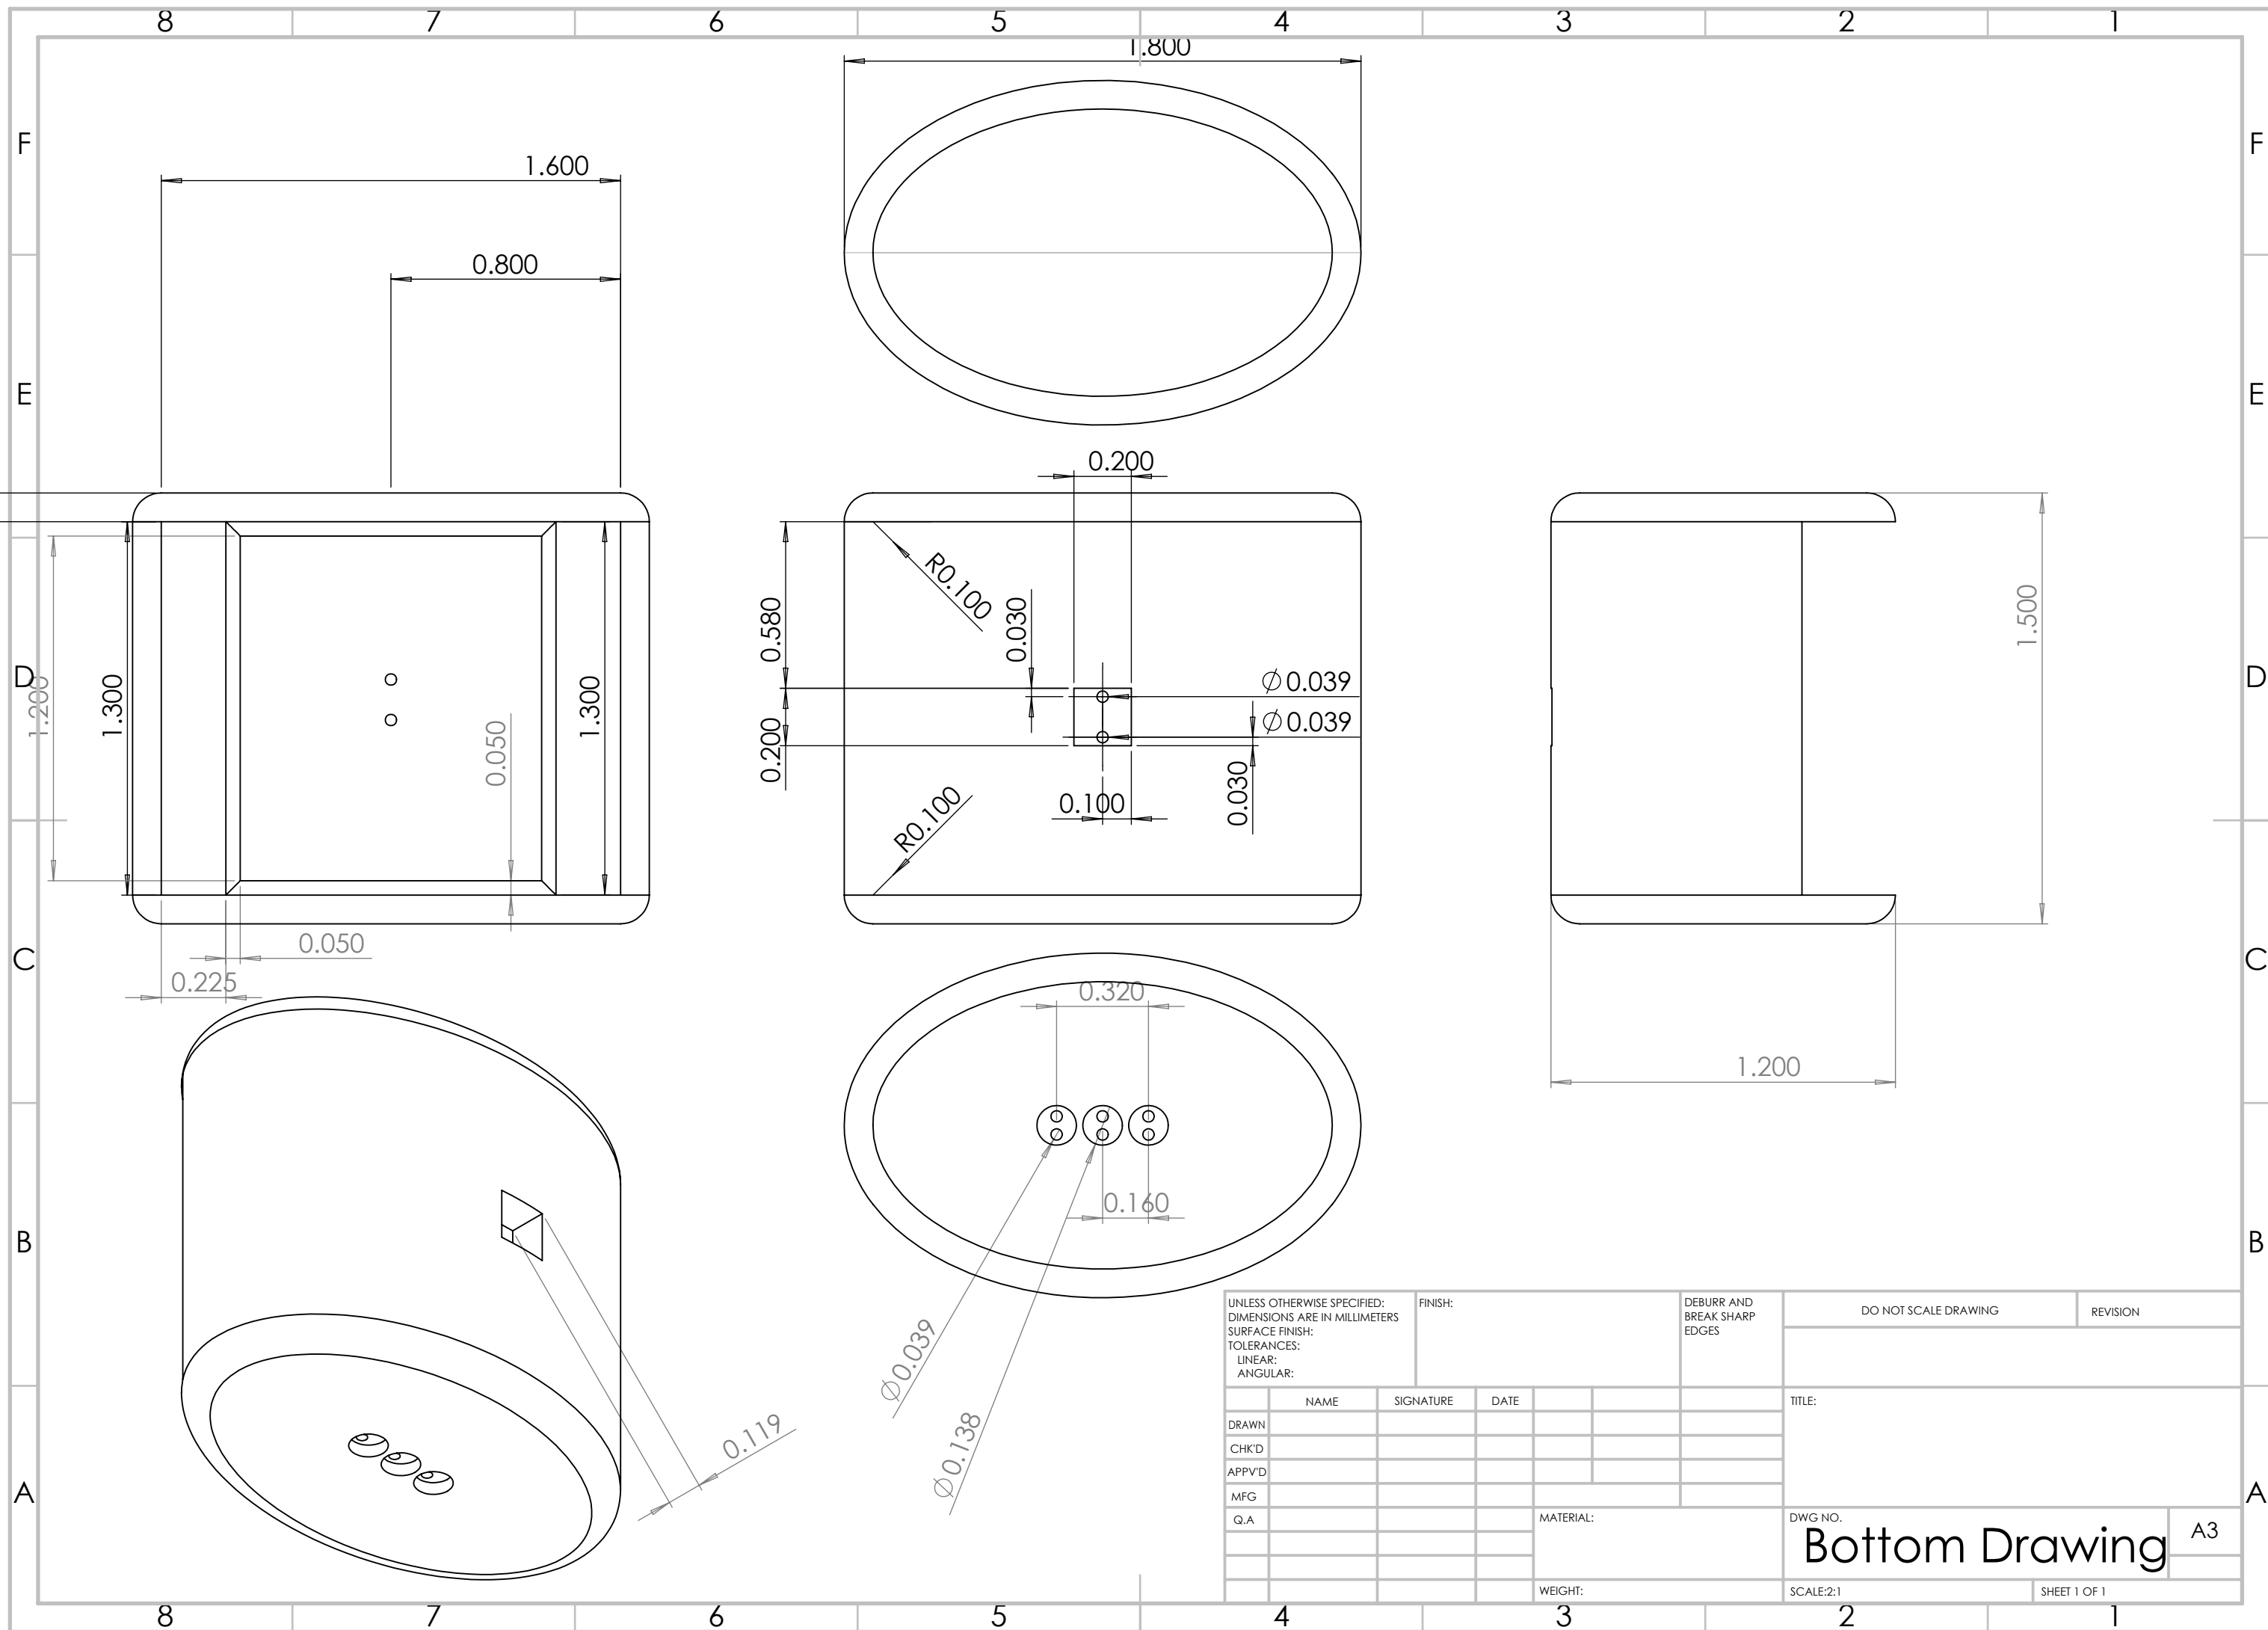 8 7 6 5 4 3 2 1
1.800
F F
1.600
0.800
E E
0.200
R0.100
0.580
0.030
1.500
D D
1.200
1.300
1.300
⌀0.039
⌀0.039
0.050
0.200
0.030
0.100
R0.100
0.050
C C
0.225
0.320
1.200
0.160
B B
0.119
⌀0.039
⌀0.138
A A
UNLESS OTHERWISE SPECIFIED:
DIMENSIONS ARE IN MILLIMETERS
SURFACE FINISH:
TOLERANCES:
LINEAR:
ANGULAR:
FINISH:
DEBURR AND
BREAK SHARP
EDGES
DO NOT SCALE DRAWING
REVISION
NAME SIGNATURE DATE
TITLE:
DRAWN
CHK'D
APPV'D
MFG
Q.A
MATERIAL:
DWG NO.
Bottom Drawing
A3
WEIGHT:
SCALE:2:1
SHEET 1 OF 1
8 7 6 5 4 3 2 1